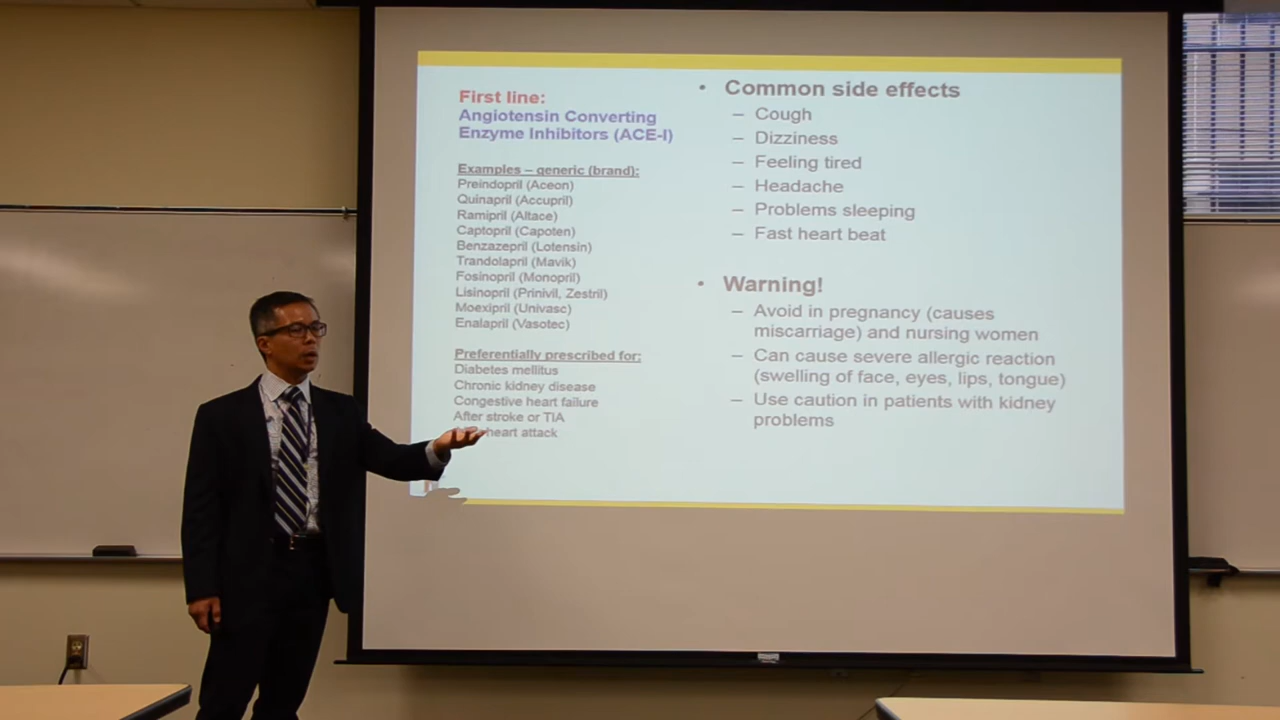 First line:
Angiotensin Converting
Enzyme Inhibitors (ACE-I)
Examples – generic (brand):
Preindopril (Aceon)
Quinapril (Accupril)
Ramipril (Altace)
Captopril (Capoten)
Benzazepril (Lotensin)
Trandolapril (Mavik)
Fosinopril (Monopril)
Lisinopril (Prinivil, Zestril)
Moexipril (Univasc)
Enalapril (Vasotec)
Preferentially prescribed for:
Diabetes mellitus
Chronic kidney disease
Congestive heart failure
After stroke or TIA
heart attack
• Common side effects
– Cough
– Dizziness
– Feeling tired
– Headache
– Problems sleeping
– Fast heart beat
• Warning!
– Avoid in pregnancy (causes
miscarriage) and nursing women
– Can cause severe allergic reaction
(swelling of face, eyes, lips, tongue)
– Use caution in patients with kidney
problems